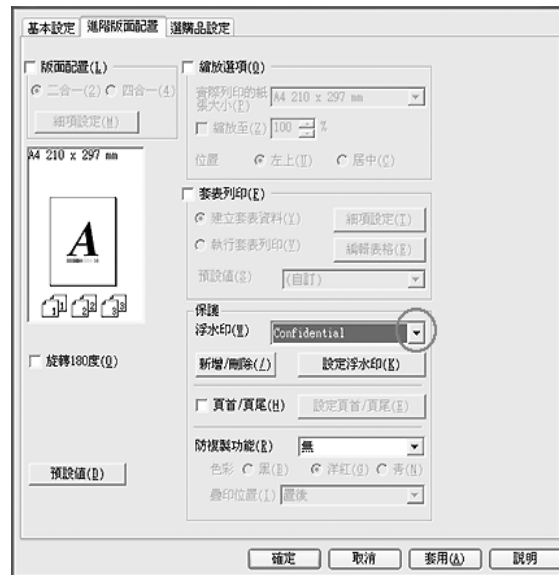 基本設定 進階版面配置 選購品設定
版面配置(L)
二合一(2) 四合一(4)
細項設定(M)
A4 210 x 297 mm
A
1 1 2 2 3 3
旋轉180度(O)
預設值(D)
縮放選項(Q)
實際列印的紙張大小(P) A4 210 x 297 mm
縮放至(Z) 100 %
位置 左上(U) 居中(C)
套表列印(F)
建立套表資料(Y) 細項設定(T)
執行套表列印(V) 編輯表格(E)
預設值(S) (自訂)
保護
浮水印(W) Confidential
新增/刪除(/) 設定浮水印(K)
頁首/頁尾(H) 設定頁首/頁尾(E)
防複製功能(R) 無
色彩 黑(B) 洋紅(G) 青(N)
疊印位置(I) 置後
確定 取消 套用(A) 說明